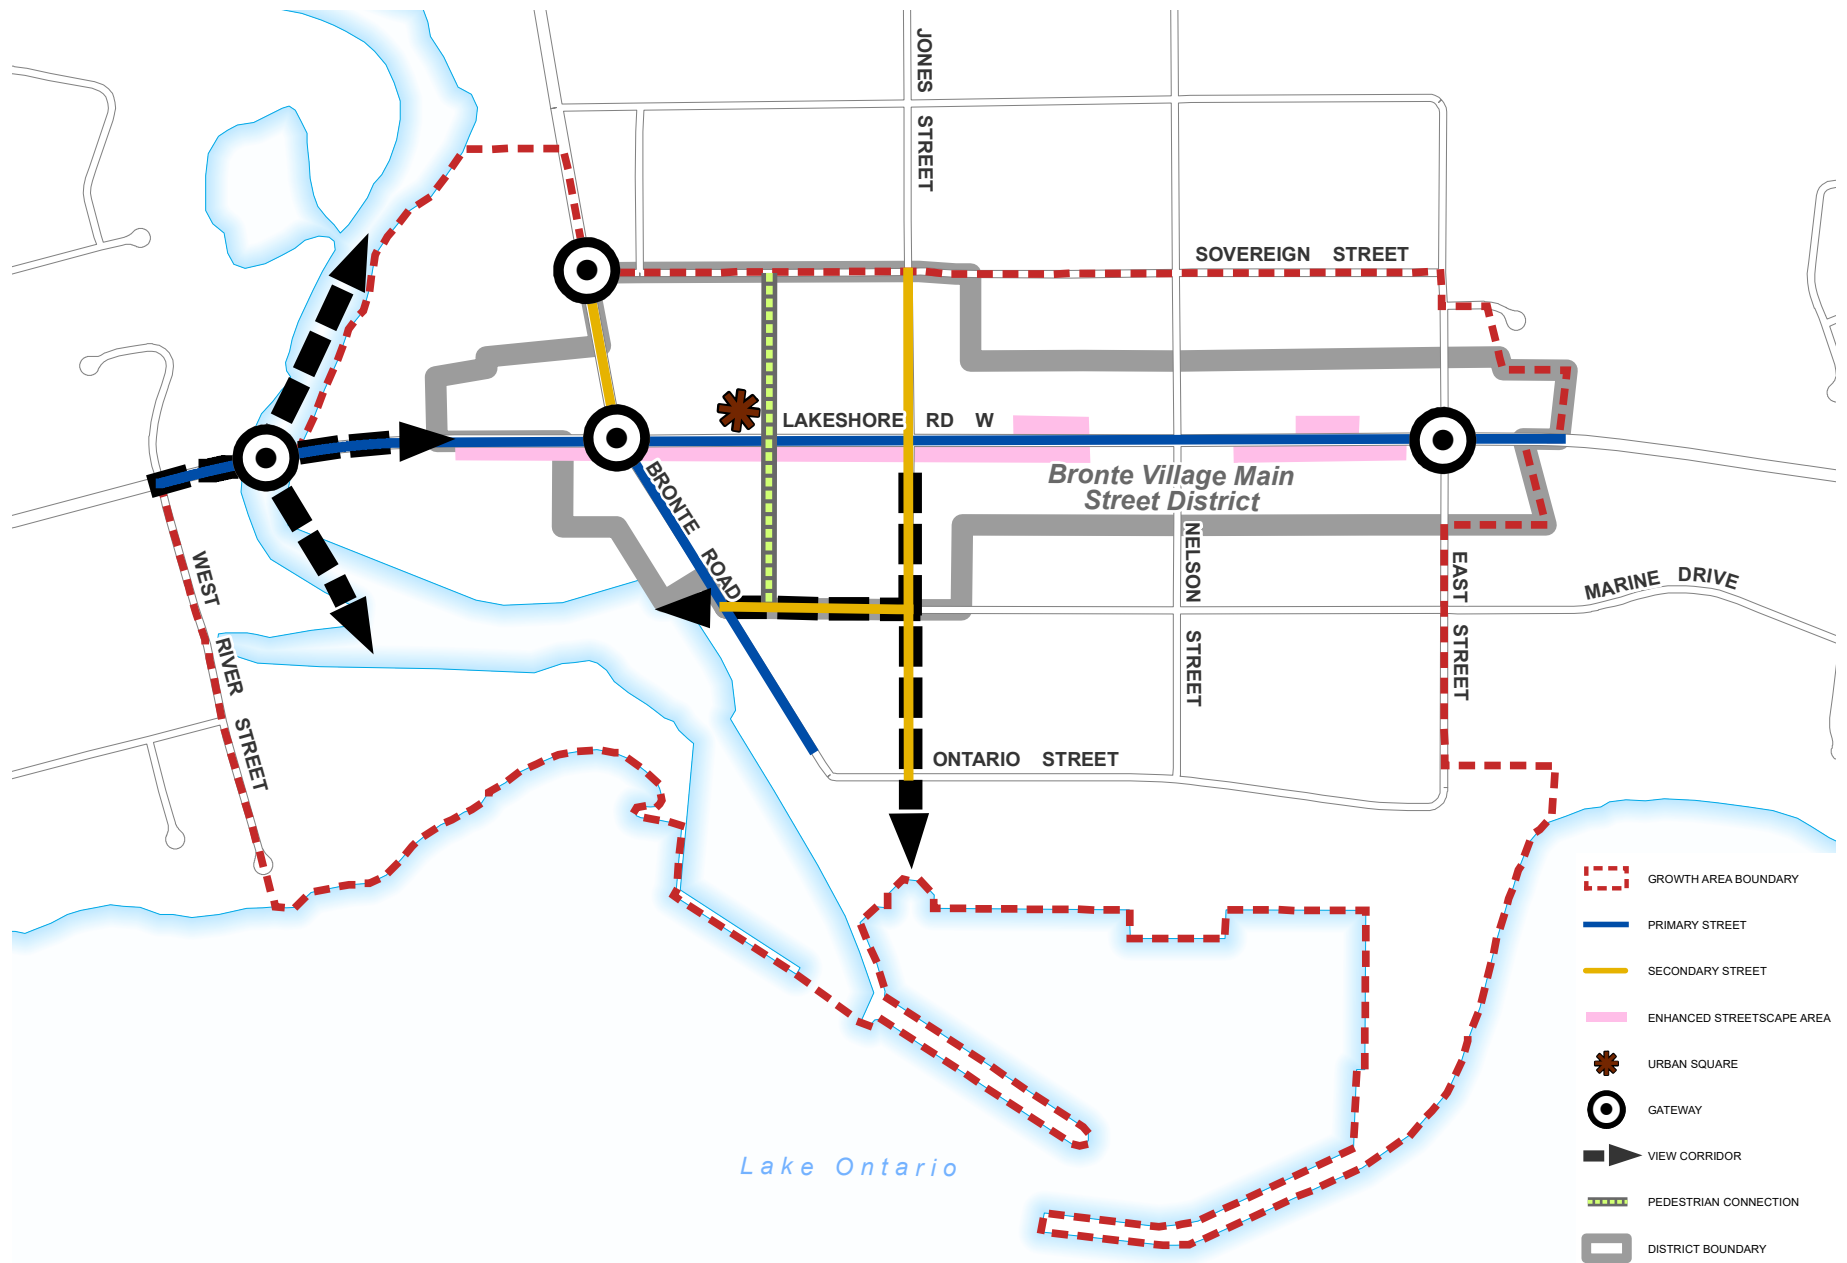 JONES STREET
SOVEREIGN STREET
LAKESHORE RD W
Bronte Village Main
Street District
BRONTE ROAD
NELSON STREET
EAST STREET
MARINE DRIVE
WEST RIVER STREET
ONTARIO STREET
Lake Ontario
GROWTH AREA BOUNDARY
PRIMARY STREET
SECONDARY STREET
ENHANCED STREETSCAPE AREA
URBAN SQUARE
GATEWAY
VIEW CORRIDOR
PEDESTRIAN CONNECTION
DISTRICT BOUNDARY